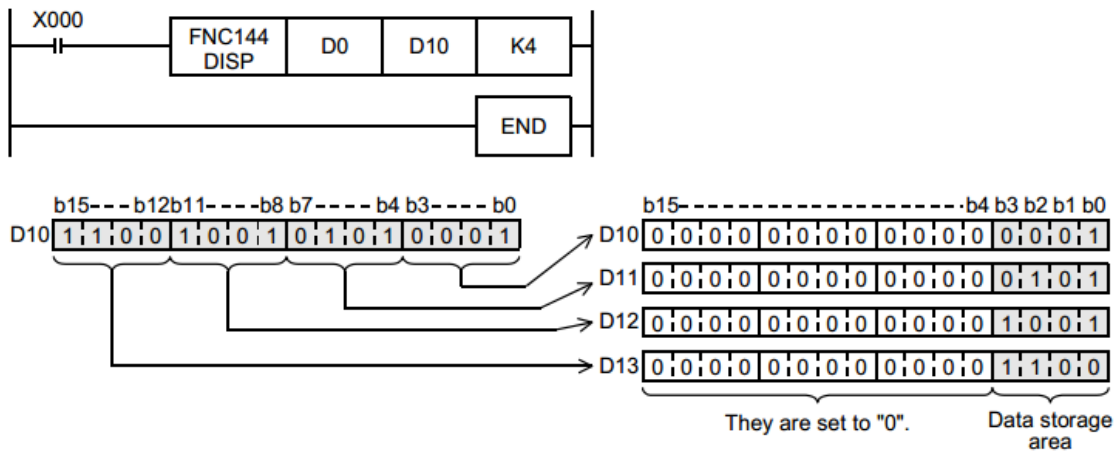 X000
FNC144 DISP D0 D10 K4
END
b15----b12b11-----b8 b7------b4 b3----b0
D10 1 1 0 0 1 0 0 1 0 1 0 1 0 0 0 1
b15--------------------------b4 b3 b2 b1 b0
D10 0 0 0 0 0 0 0 0 0 0 0 0 0 0 0 1
D11 0 0 0 0 0 0 0 0 0 0 0 0 0 1 0 1
D12 0 0 0 0 0 0 0 0 0 0 0 0 1 0 0 1
D13 0 0 0 0 0 0 0 0 0 0 0 0 1 1 0 0
They are set to "0".
Data storage
area